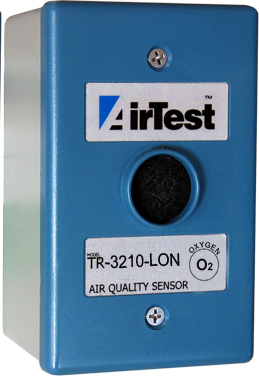 AirTest™
OXYGEN
O2
MODEL
TR-3210-LON
AIR QUALITY SENSOR